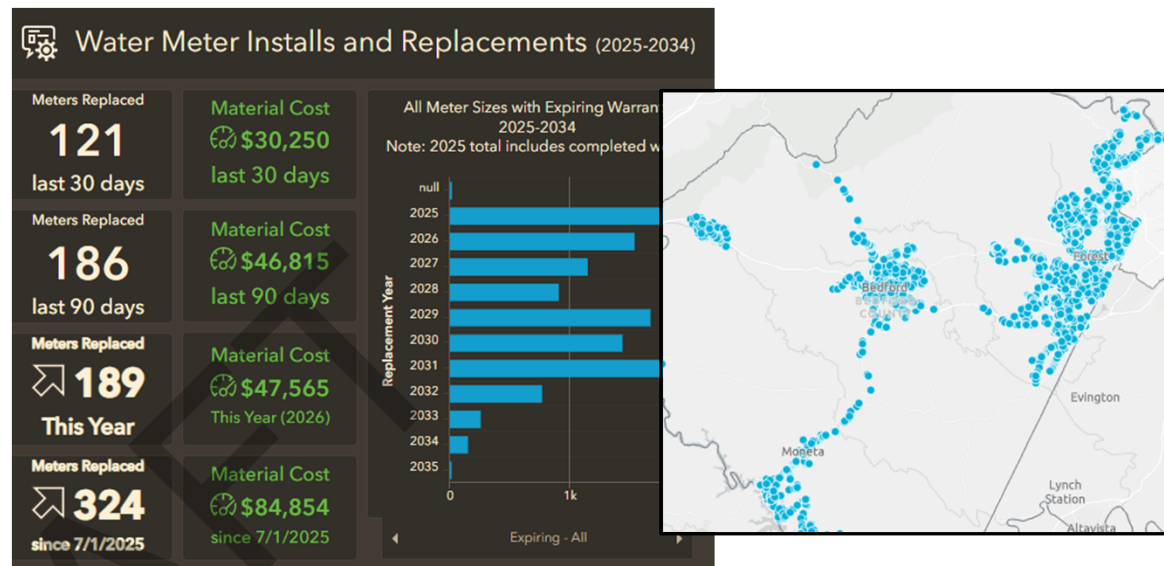 Water Meter Installs and Replacements (2025-2034)
Meters Replaced
121
last 30 days
Material Cost
$30,250
last 30 days
Meters Replaced
186
last 90 days
Material Cost
$46,815
last 90 days
Meters Replaced
189
This Year
Material Cost
$47,565
This Year (2026)
Meters Replaced
324
since 7/1/2025
Material Cost
$84,854
since 7/1/2025
All Meter Sizes with Expiring Warrant
2025-2034
Note: 2025 total includes completed w
Replacement Year
null
2025
2026
2027
2028
2029
2030
2031
2032
2033
2034
2035
0
1k
Expiring - All
Forest
Bedford
BEDFORD
COUNTY
Evington
Moneta
Lynch
Station
Altavista